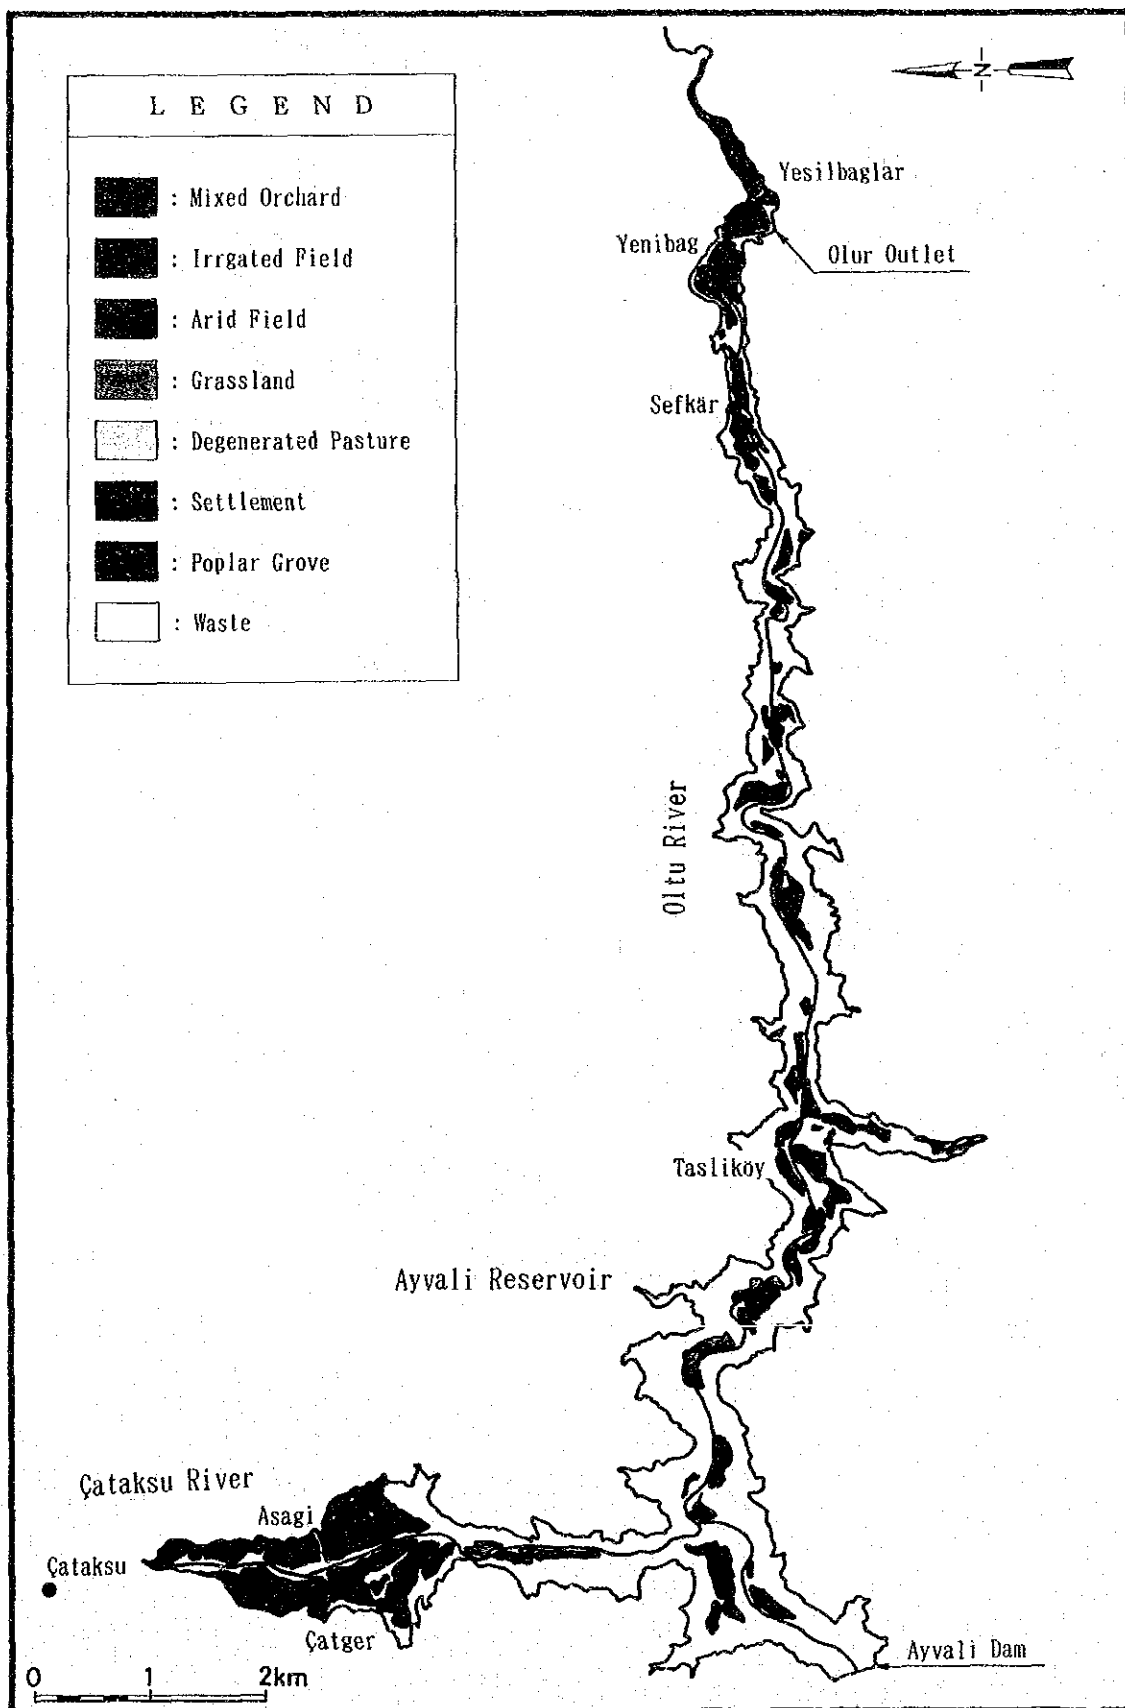 LEGEND
: Mixed Orchard
: Irrgated Field
: Arid Field
: Grassland
: Degenerated Pasture
: Settlement
: Poplar Grove
: Waste
N
Yesilbaglar
Yenibag
Olur Outlet
Sefkär
Oltu River
Tasliköy
Ayvali Reservoir
Çataksu River
Asagi
Çataksu
Çatger
Ayvali Dam
0 1 2km